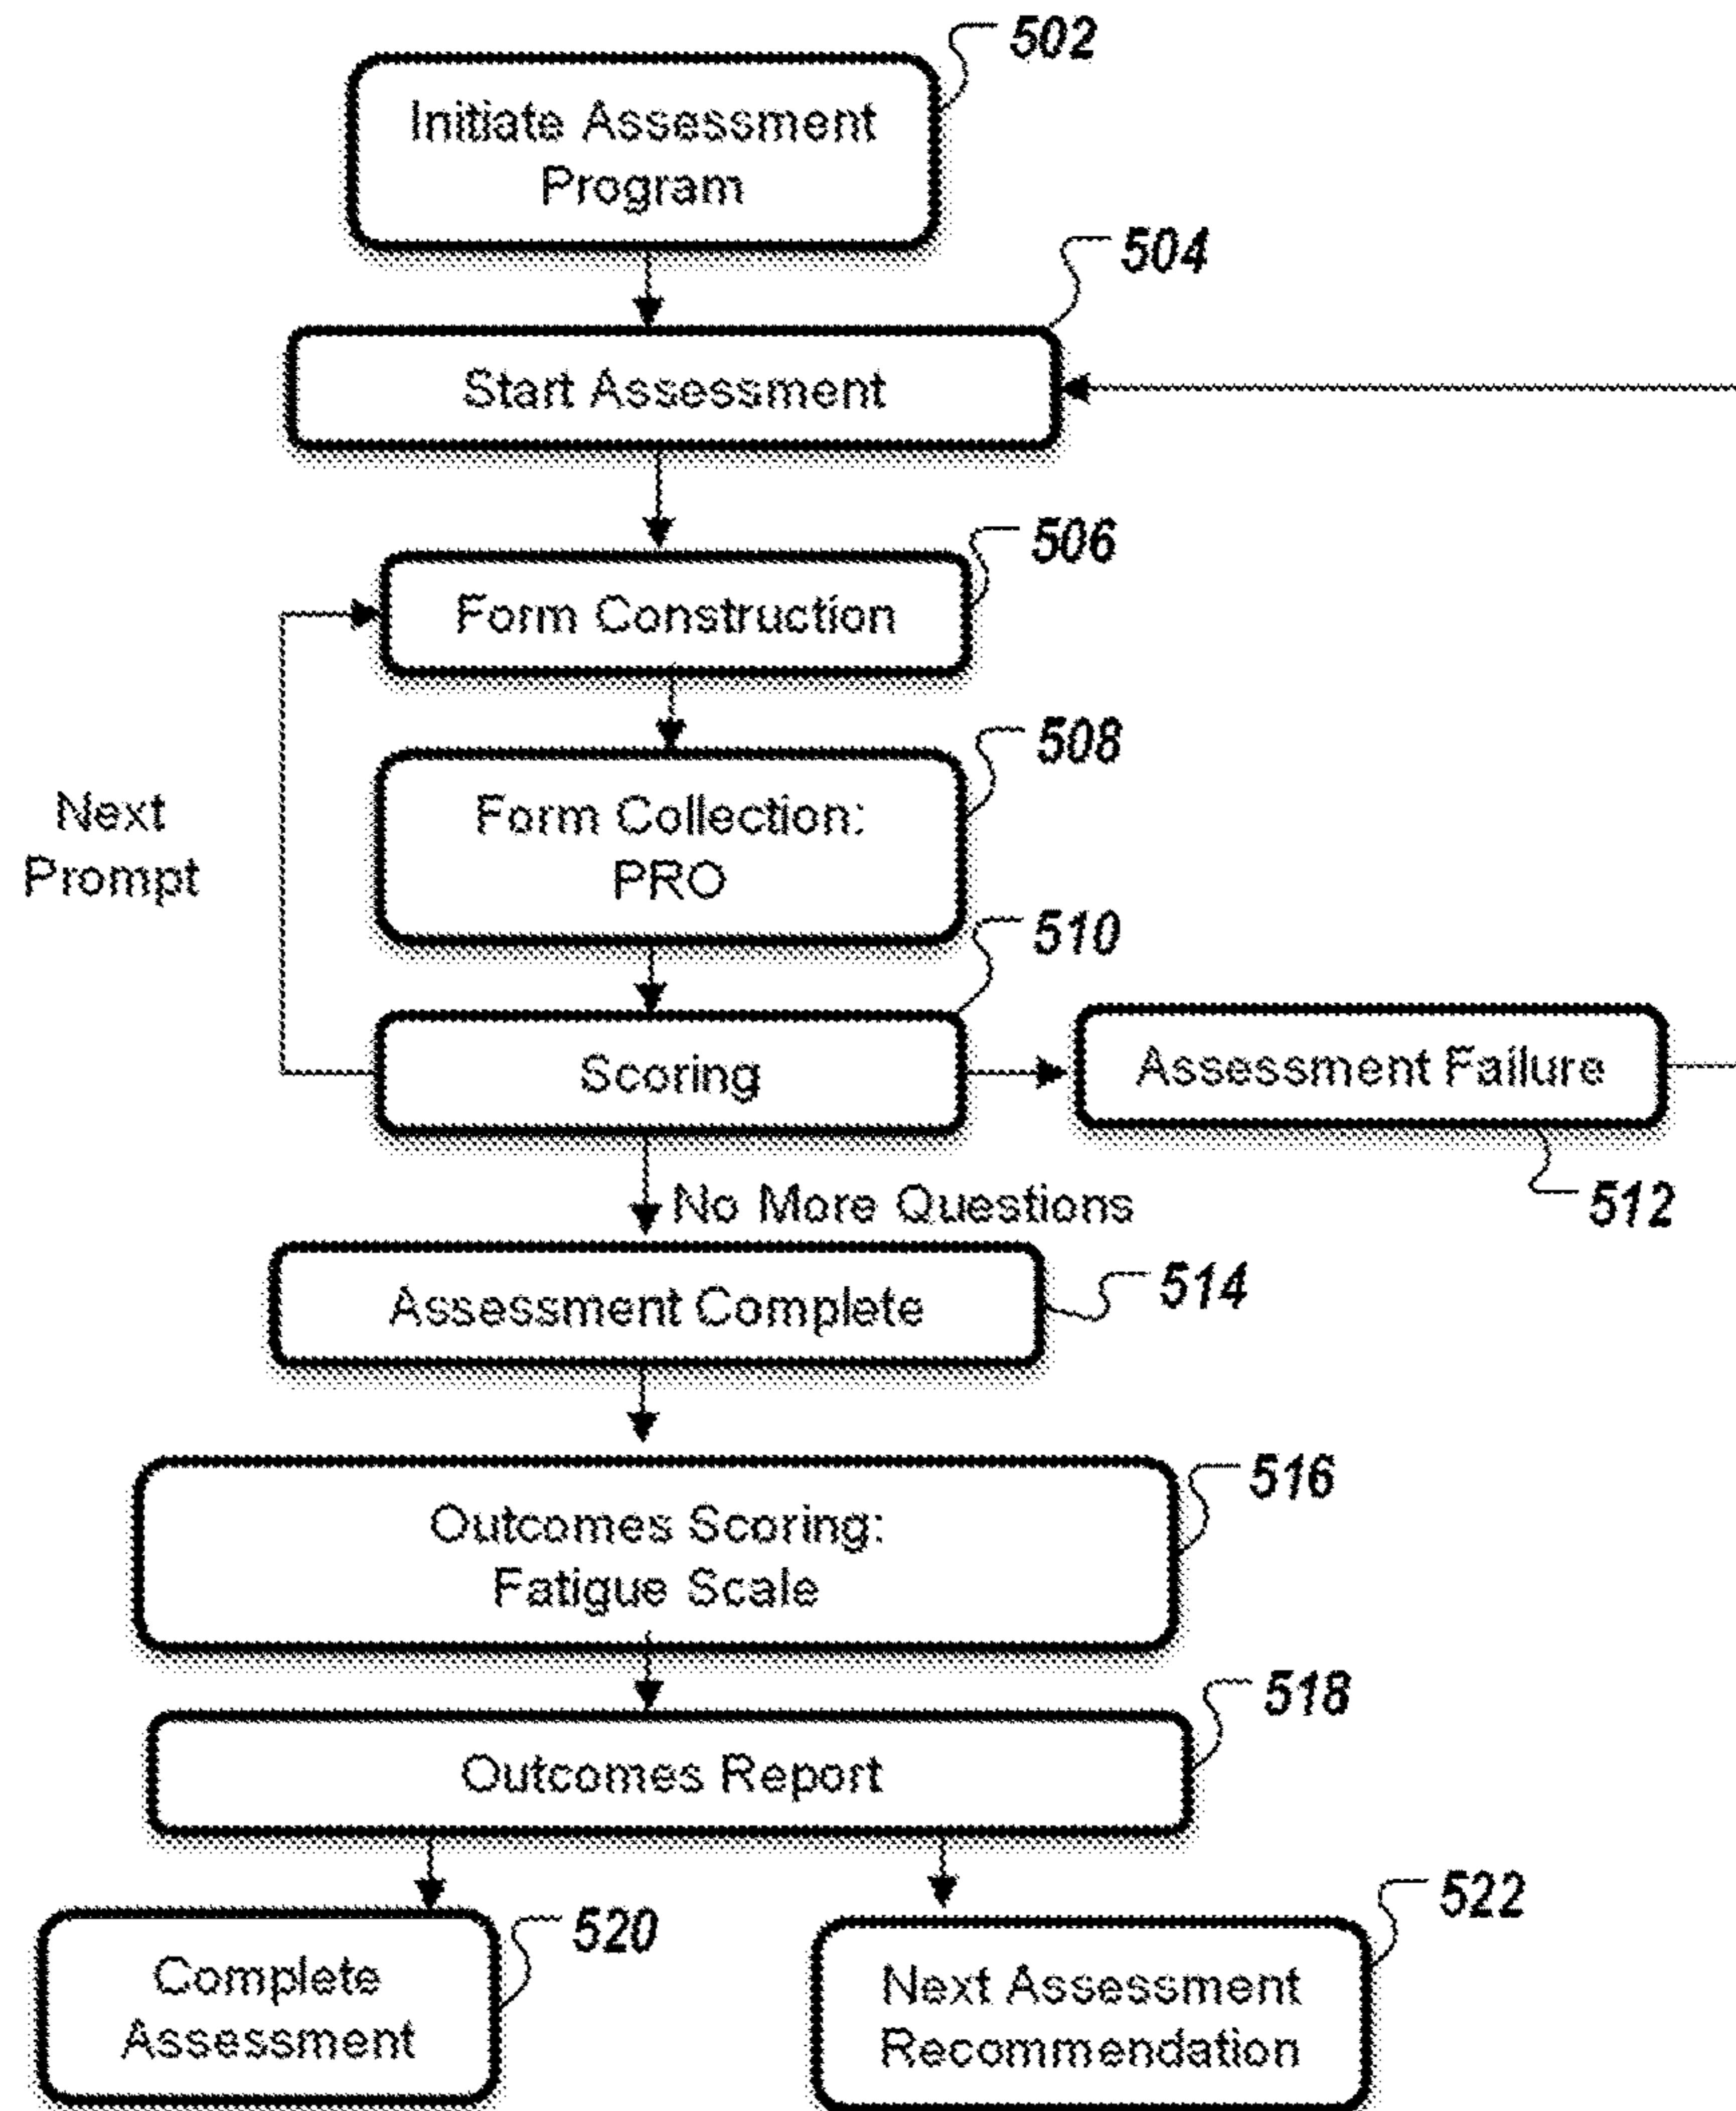 502
Initiate Assessment
Program
504
Start Assessment
506
Form Construction
508
Next
Prompt
Form Collection:
PRO
510
Scoring
Assessment Failure
512
No More Questions
Assessment Complete
514
Outcomes Scoring:
Fatigue Scale
516
518
Outcomes Report
520
Complete
Assessment
522
Next Assessment
Recommendation